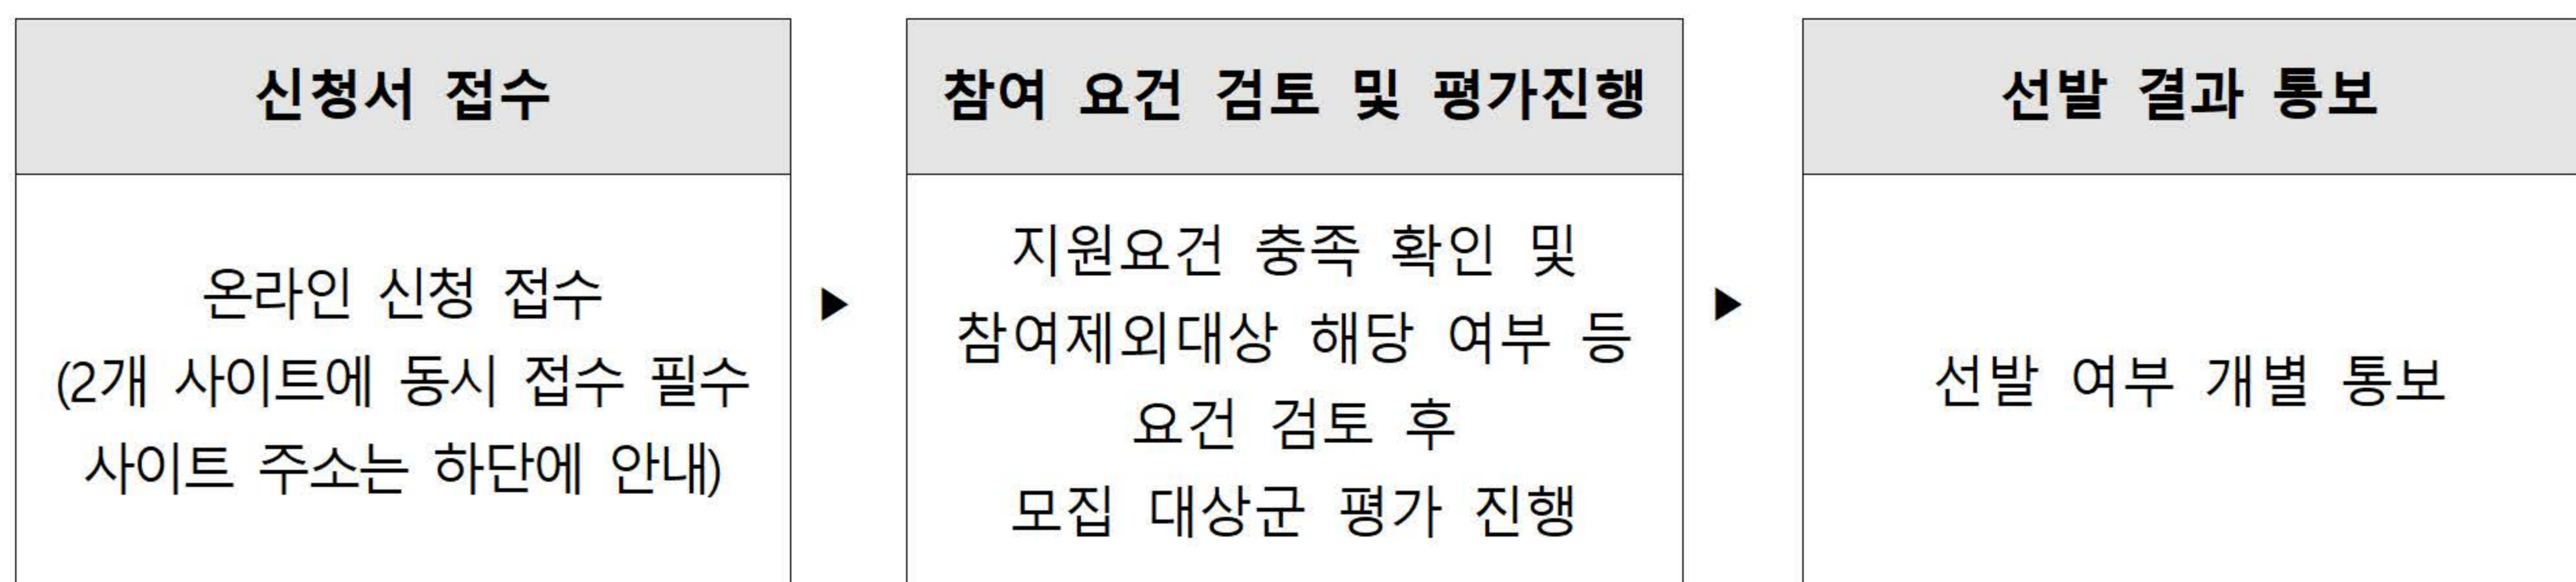 신청서 접수
온라인 신청 접수
(2개 사이트에 동시 접수 필수
사이트 주소는 하단에 안내)
▶
참여 요건 검토 및 평가진행
지원요건 충족 확인 및
참여제외대상 해당 여부 등
요건 검토 후
모집 대상군 평가 진행
▶
선발 결과 통보
선발 여부 개별 통보